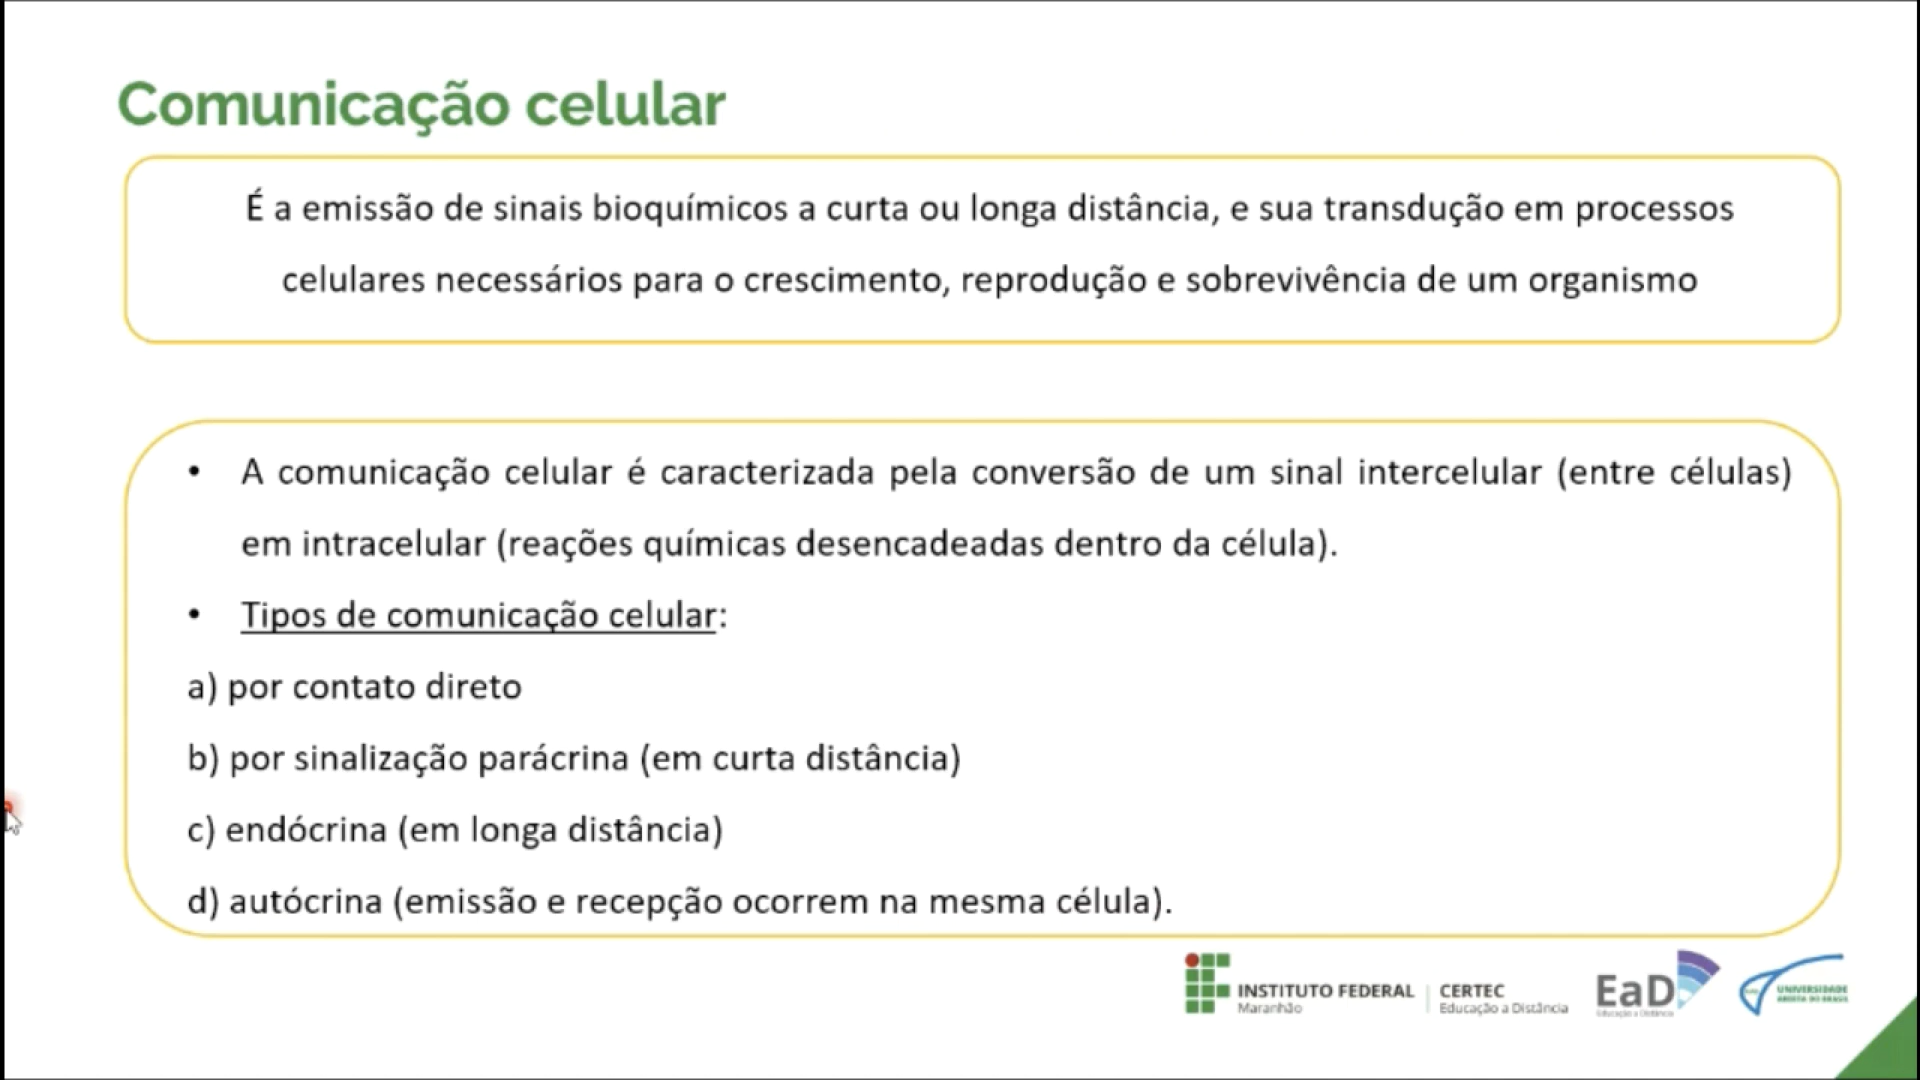 Comunicação celular
É a emissão de sinais bioquímicos a curta ou longa distância, e sua transdução em processos
celulares necessários para o crescimento, reprodução e sobrevivência de um organismo
• A comunicação celular é caracterizada pela conversão de um sinal intercelular (entre células)
em intracelular (reações químicas desencadeadas dentro da célula).
• Tipos de comunicação celular:
a) por contato direto
b) por sinalização parácrina (em curta distância)
c) endócrina (em longa distância)
d) autócrina (emissão e recepção ocorrem na mesma célula).
INSTITUTO FEDERAL
Maranhão
CERTEC
Educação a Distância
EaD
Educação a Distância
UNIVERSIDADE
ABERTA DO BRASIL